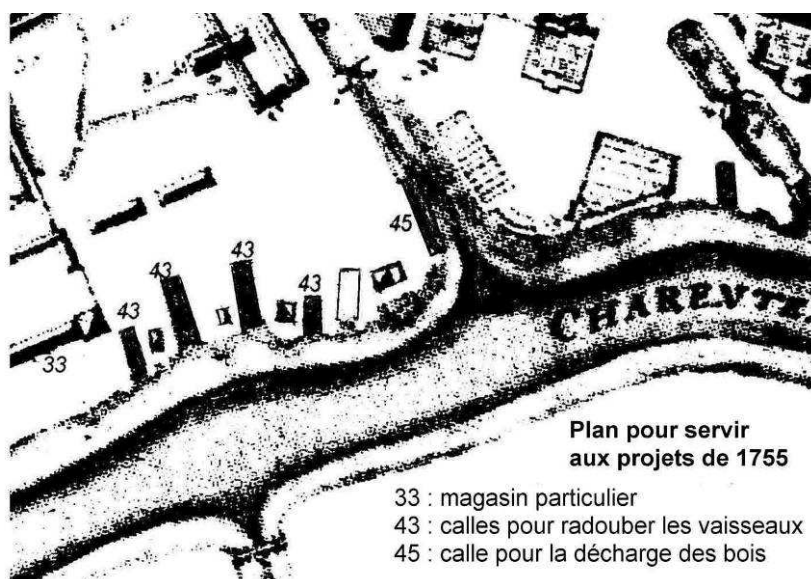 45
43
43
43
43
33
CHARENTE
Plan pour servir
aux projets de 1755
33 : magasin particulier
43 : calles pour radouber les vaisseaux
45 : calle pour la décharge des bois